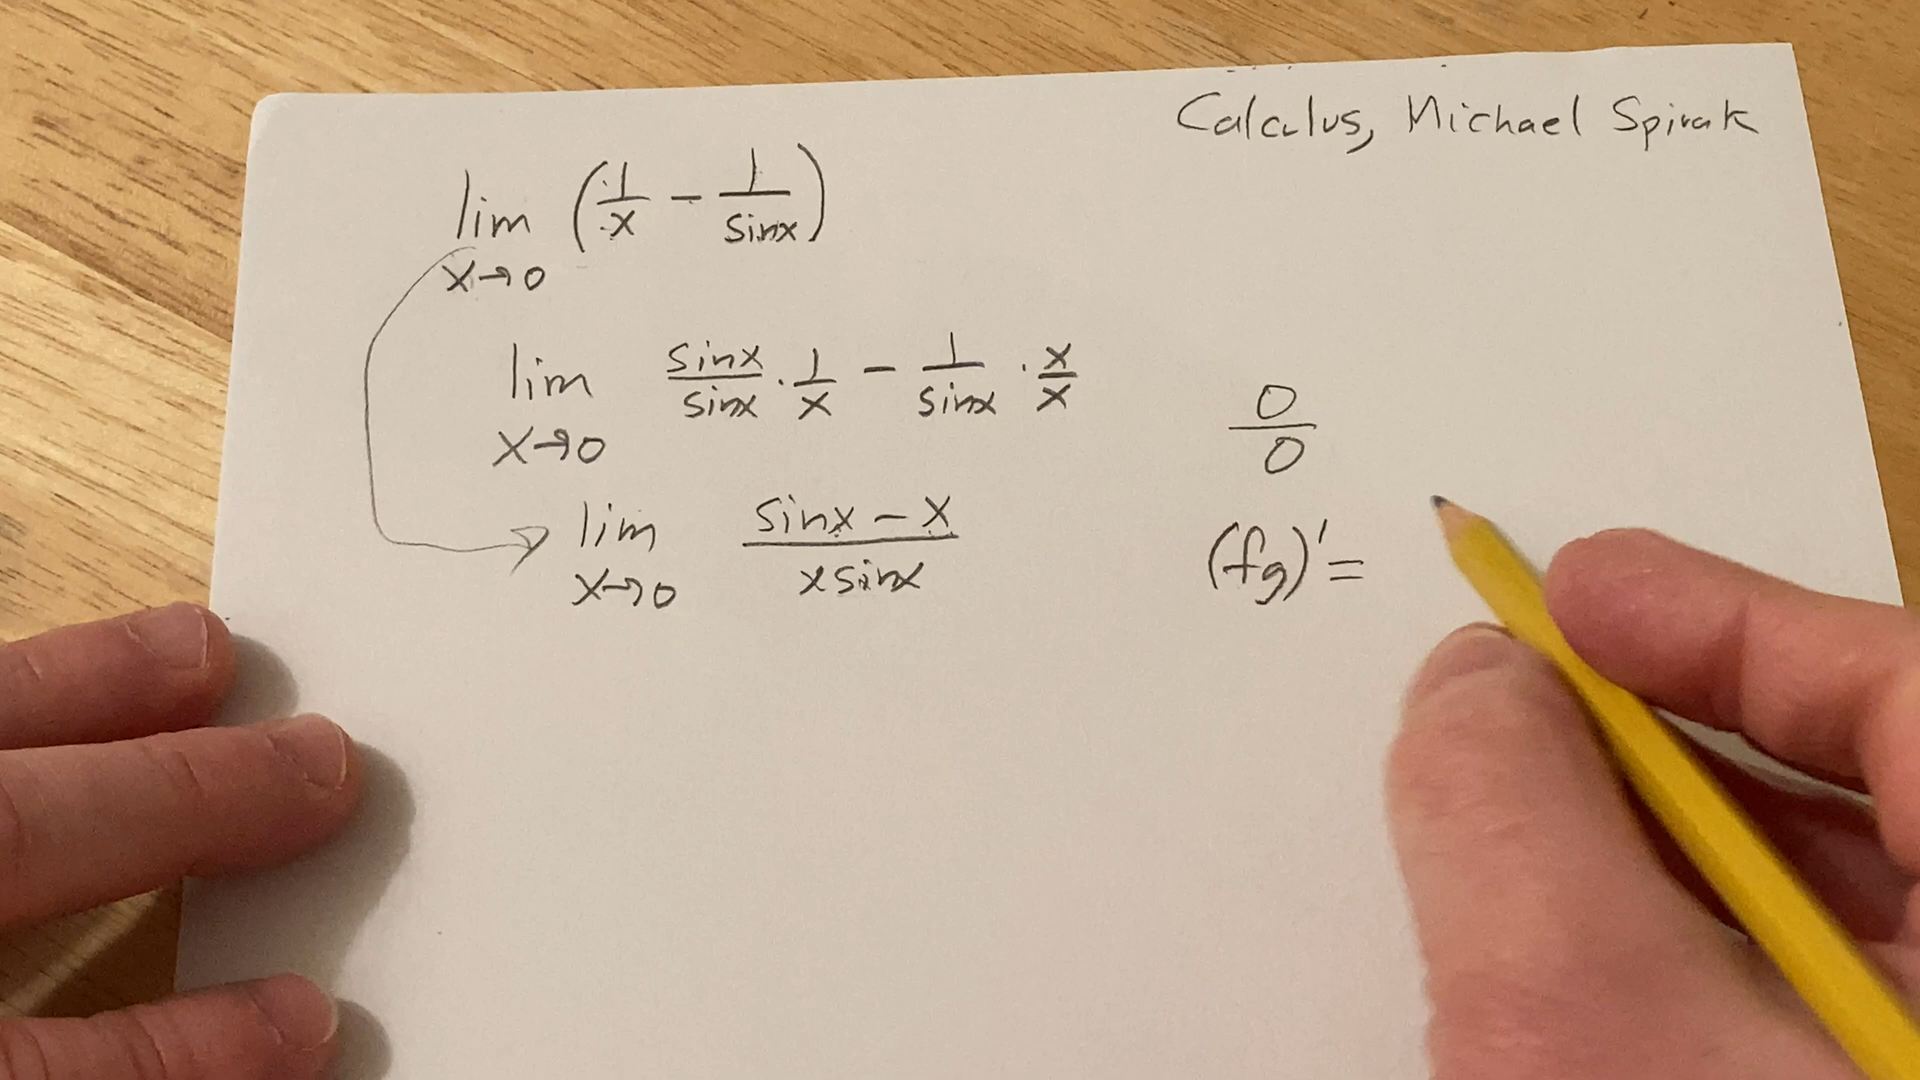 Calculus, Michael Spivak
lim x→0 (1/x - 1/sinx)
lim x→0 sinx/sinx · 1/x - 1/sinx · x/x
0/0
lim x→0 (sinx - x)/(x sinx)
(fg)' =